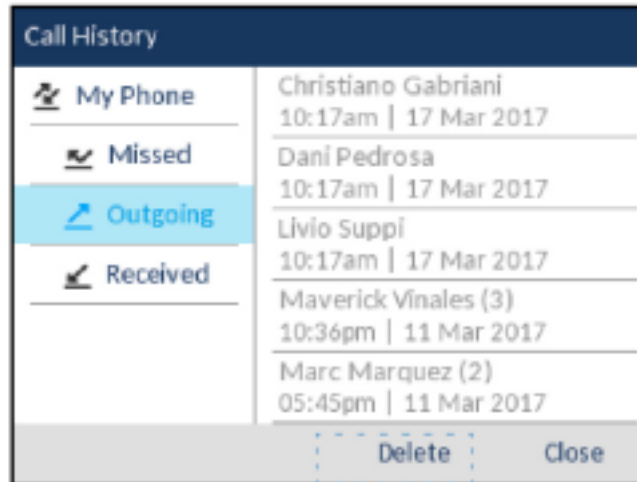 Call History
My Phone
Missed
Outgoing
Received
Christiano Gabriani
10:17am | 17 Mar 2017
Dani Pedrosa
10:17am | 17 Mar 2017
Livio Suppi
10:17am | 17 Mar 2017
Maverick Vinales (3)
10:36pm | 11 Mar 2017
Marc Marquez (2)
05:45pm | 11 Mar 2017
Delete
Close